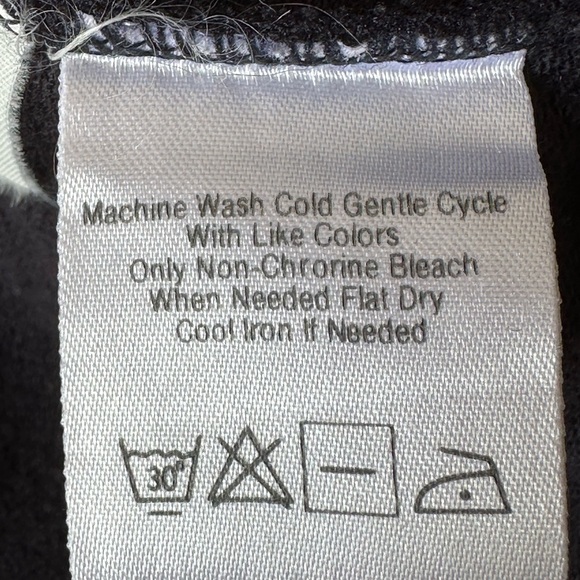 Machine Wash Cold Gentle Cycle
With Like Colors
Only Non-Chrorine Bleach
When Needed Flat Dry
Cool Iron If Needed
30°